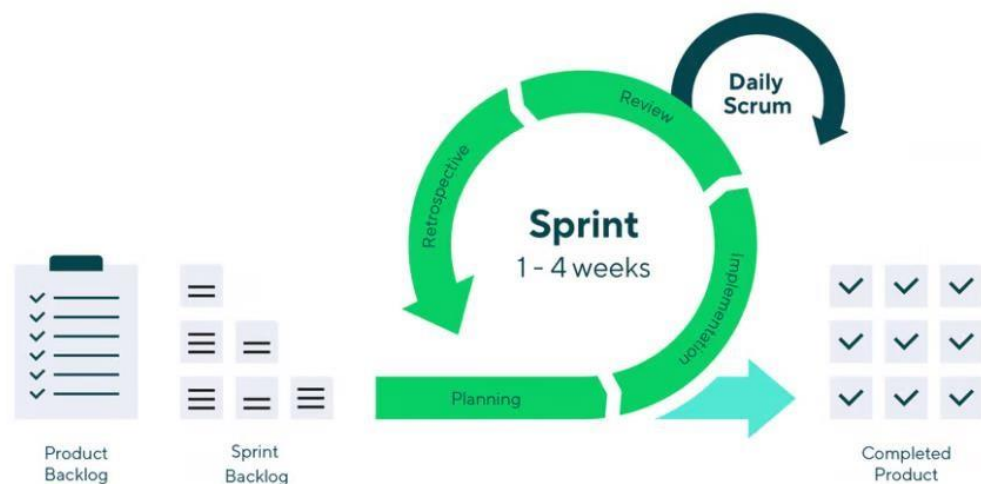 Daily
Scrum
Review
Retrospective
Sprint
1 - 4 weeks
Implementation
Planning
Product
Backlog
Sprint
Backlog
Completed
Product